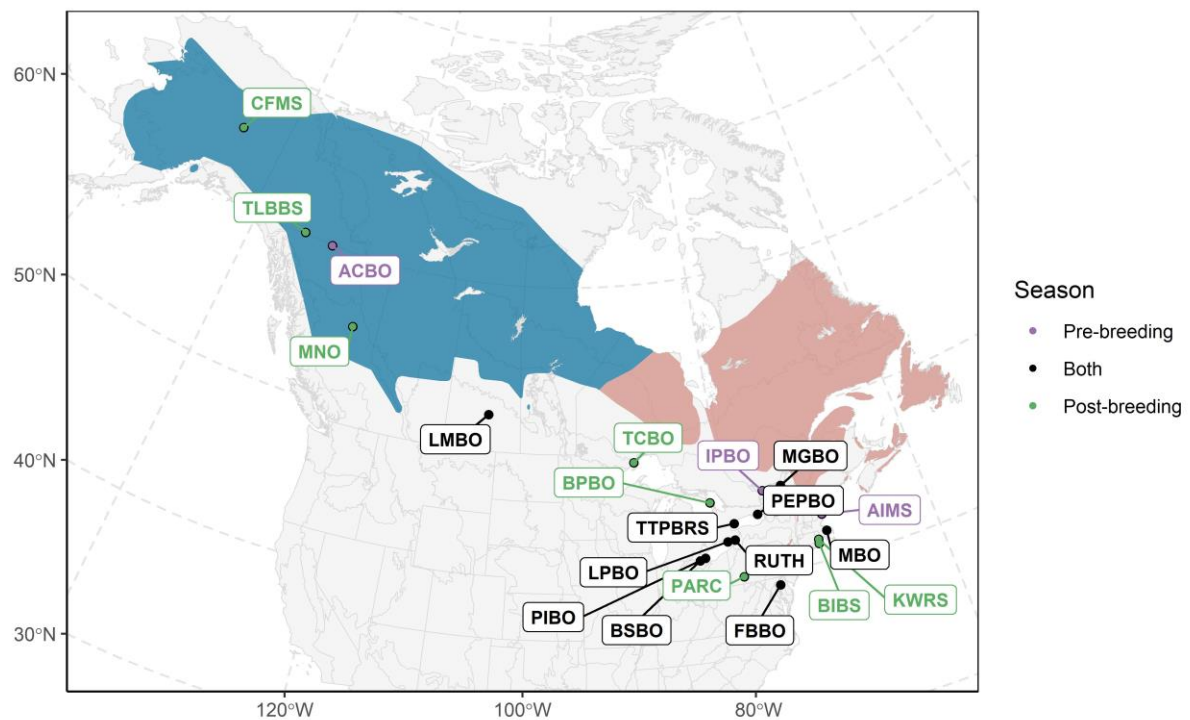 60°N
50°N
40°N
30°N
120°W
100°W
80°W
CFMS
TLBBS
ACBO
MNO
LMBO
TCBO
IPBO
MGBO
BPBO
PEPBO
AIMS
TTPBRS
LPBO
RUTH
MBO
PARC
KWRS
BIBS
PIBO
BSBO
FBBO
Season
Pre-breeding
Both
Post-breeding